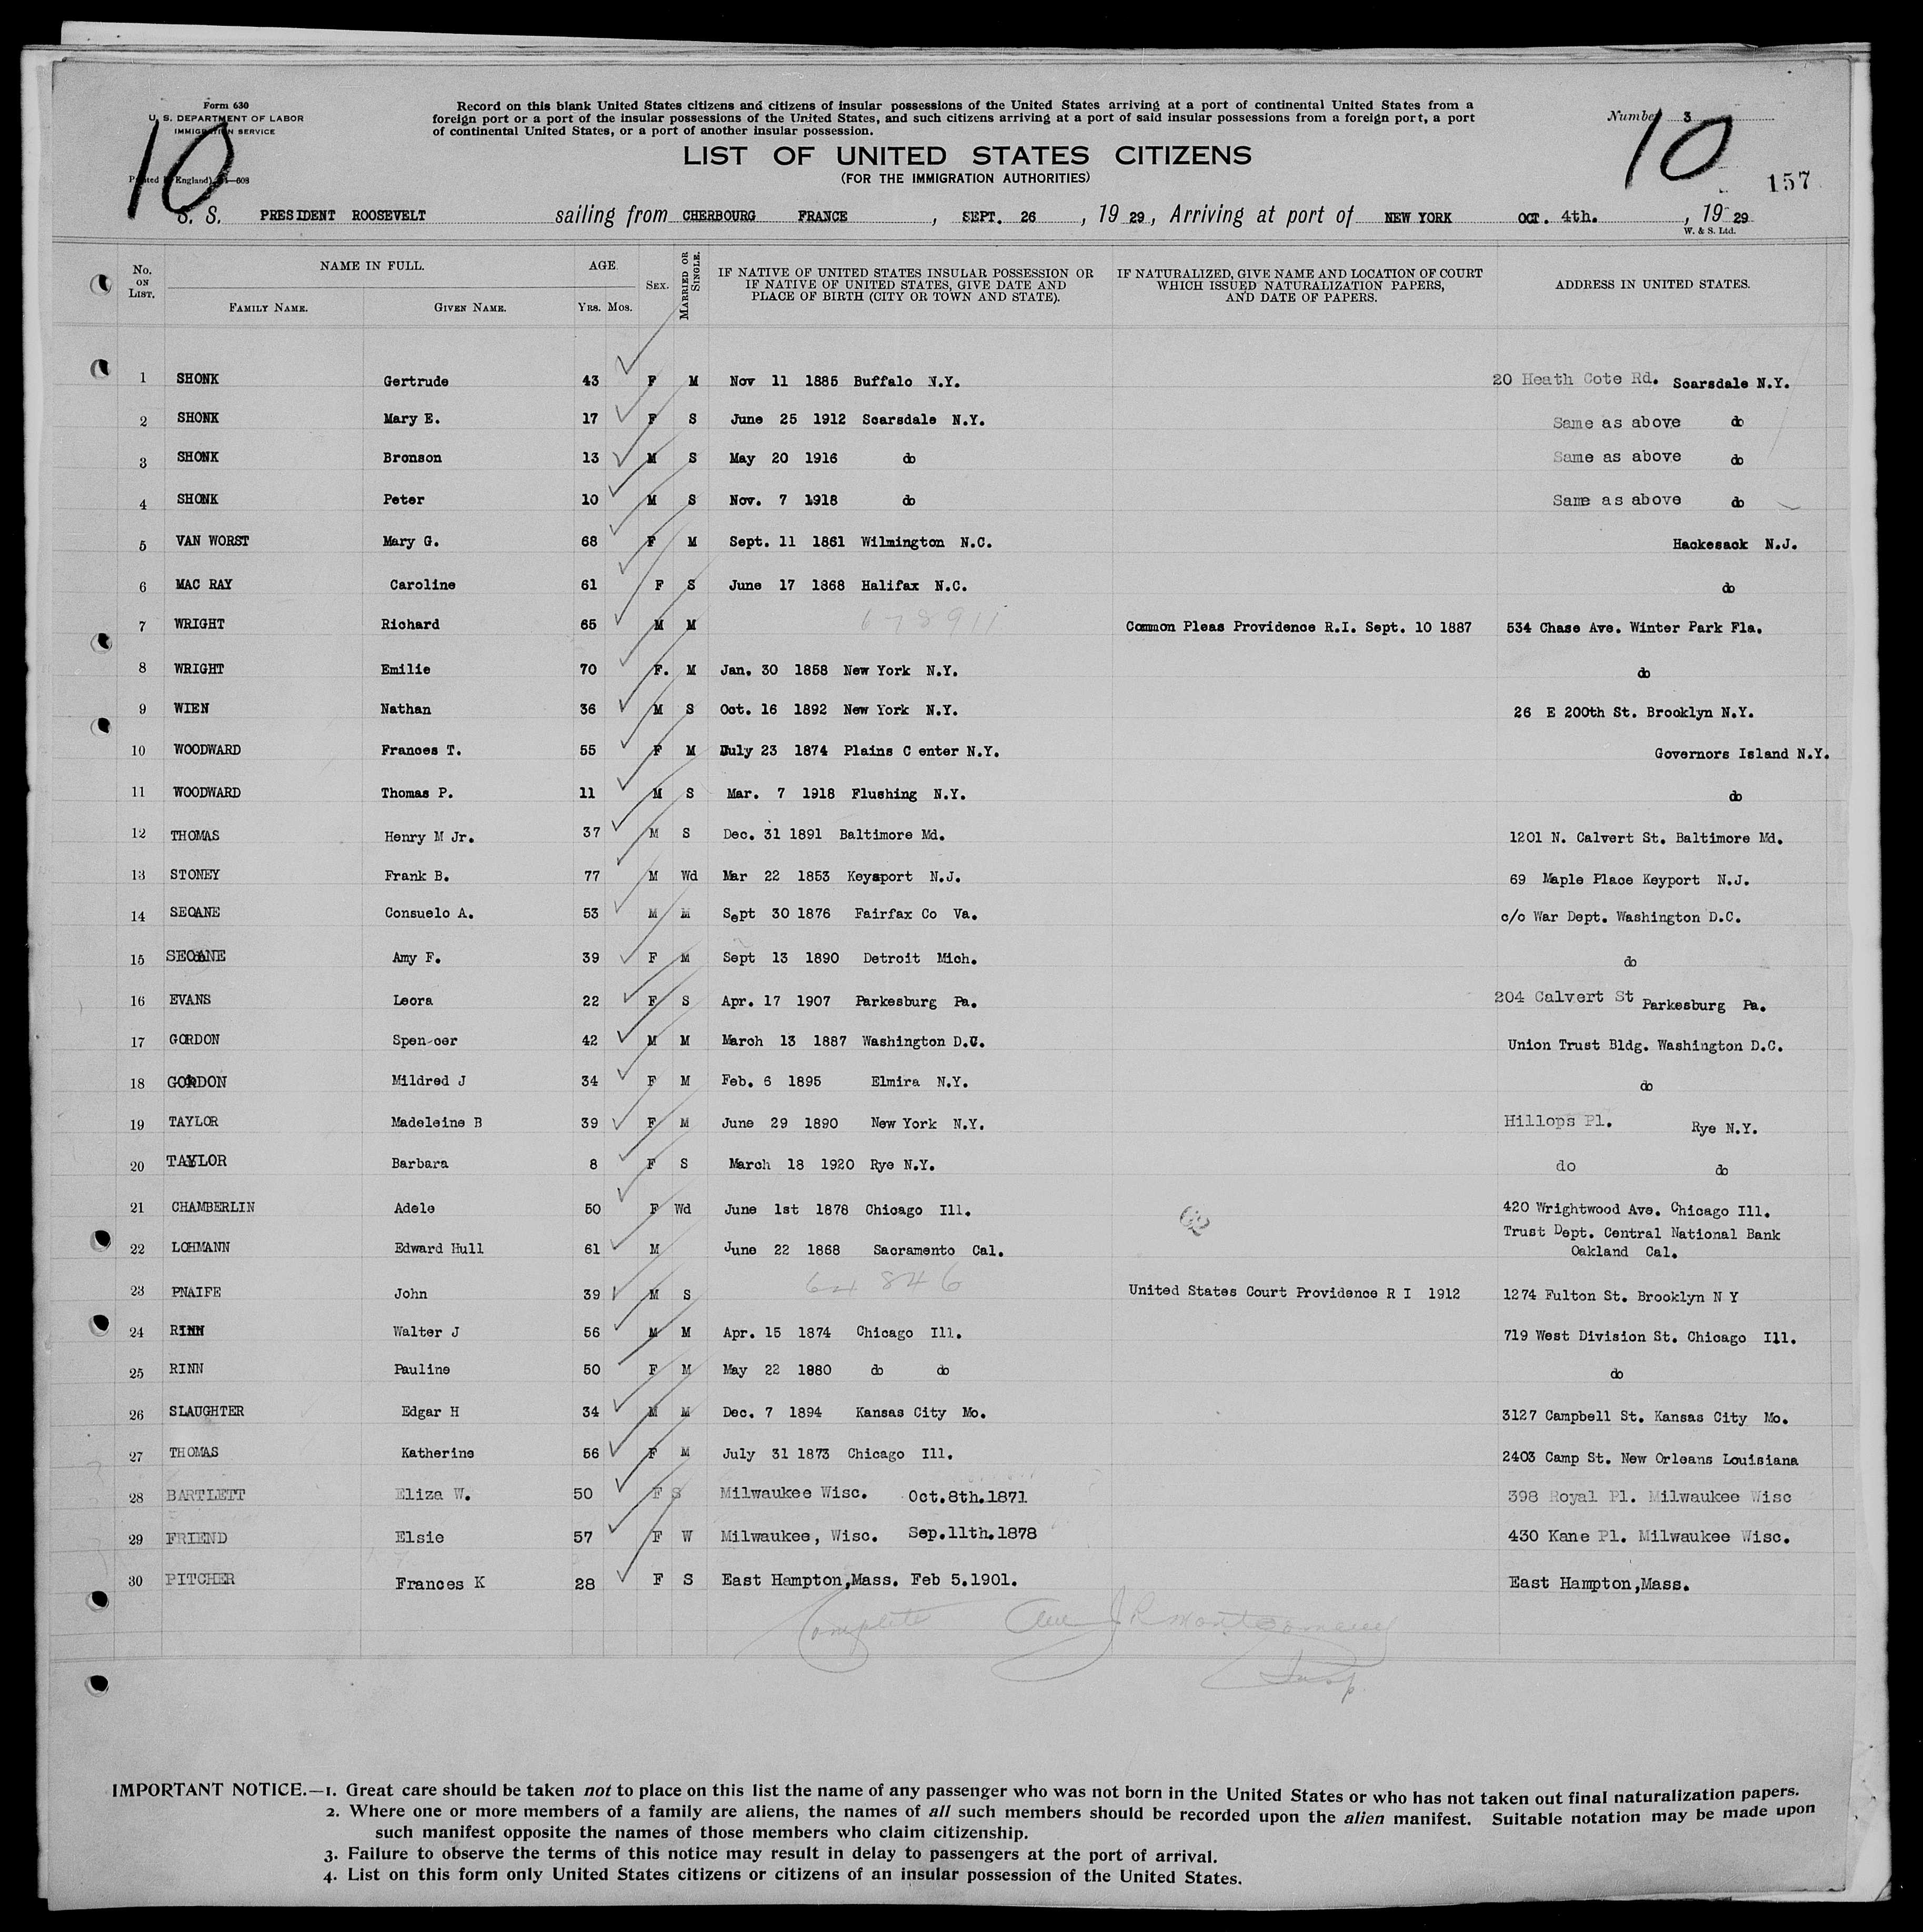 Form 630
U. S. DEPARTMENT OF LABOR
IMMIGRATION SERVICE
10
Record on this blank United States citizens and citizens of insular possessions of the United States arriving at a port of continental United States from a
foreign port or a port of the insular possessions of the United States, and such citizens arriving at a port of said insular possessions from a foreign port, a port
of continental United States, or a port of another insular possession.
Number 3
10
LIST OF UNITED STATES CITIZENS
(FOR THE IMMIGRATION AUTHORITIES)
157
S. S. PRESIDENT ROOSEVELT sailing from CHERBOURG FRANCE , SEPT. 26 , 19 29, Arriving at port of NEW YORK OCT. 4th. , 19 29
W. & S. Ltd.
No. ON LIST. NAME IN FULL. FAMILY NAME. GIVEN NAME. AGE. YRS. MOS. SEX. MARRIED OR SINGLE. IF NATIVE OF UNITED STATES INSULAR POSSESSION OR IF NATIVE OF UNITED STATES, GIVE DATE AND PLACE OF BIRTH (CITY OR TOWN AND STATE). IF NATURALIZED, GIVE NAME AND LOCATION OF COURT WHICH ISSUED NATURALIZATION PAPERS, AND DATE OF PAPERS. ADDRESS IN UNITED STATES.
1 SHONK Gertrude 43 F M Nov 11 1885 Buffalo N.Y. 20 Heath Cote Rd. Scarsdale N.Y.
2 SHONK Mary E. 17 F S June 25 1912 Scarsdale N.Y. Same as above do
3 SHONK Bronson 13 M S May 20 1916 do Same as above do
4 SHONK Peter 10 M S Nov. 7 1918 do Same as above do
5 VAN WORST Mary G. 68 F M Sept. 11 1861 Wilmington N.C. Hackesack N.J.
6 MAC RAY Caroline 61 F S June 17 1868 Halifax N.C. do
7 WRIGHT Richard 65 M M 678911 Common Pleas Providence R.I. Sept. 10 1887 534 Chase Ave. Winter Park Fla.
8 WRIGHT Emilie 70 F. M Jan. 30 1858 New York N.Y. do
9 WIEN Nathan 36 M S Oct. 16 1892 New York N.Y. 26 E 200th St. Brooklyn N.Y.
10 WOODWARD Frances T. 55 F M July 23 1874 Plains C enter N.Y. Governors Island N.Y.
11 WOODWARD Thomas P. 11 M S Mar. 7 1918 Flushing N.Y. do
12 THOMAS Henry M Jr. 37 M S Dec. 31 1891 Baltimore Md. 1201 N. Calvert St. Baltimore Md.
13 STONEY Frank B. 77 M Wd Mar 22 1853 Keysport N.J. 69 Maple Place Keyport N.J.
14 SEOANE Consuelo A. 53 M M Sept 30 1876 Fairfax Co Va. c/o War Dept. Washington D.C.
15 SEOANE Amy F. 39 F M Sept 13 1890 Detroit Mich. do
16 EVANS Leora 22 F S Apr. 17 1907 Parkesburg Pa. 204 Calvert St Parkesburg Pa.
17 GORDON Spen-cer 42 M M March 13 1887 Washington D.C. Union Trust Bldg. Washington D.C.
18 GORDON Mildred J 34 F M Feb. 6 1895 Elmira N.Y. do
19 TAYLOR Madeleine B 39 F M June 29 1890 New York N.Y. Hillops Pl. Rye N.Y.
20 TAYLOR Barbara 8 F S March 18 1920 Rye N.Y. do do
21 CHAMBERLIN Adele 50 F Wd June 1st 1878 Chicago Ill. 420 Wrightwood Ave. Chicago Ill.
22 LOHMANN Edward Hull 61 M June 22 1868 Sacramento Cal. Trust Dept. Central National Bank
Oakland Cal.
23 PNAIFE John 39 M S United States Court Providence R I 1912 1274 Fulton St. Brooklyn N Y
24 RINN Walter J 56 M M Apr. 15 1874 Chicago Ill. 719 West Division St. Chicago Ill.
25 RINN Pauline 50 F M May 22 1880 do do do
26 SLAUGHTER Edgar H 34 M M Dec. 7 1894 Kansas City Mo. 3127 Campbell St. Kansas City Mo.
27 THOMAS Katherine 56 F M July 31 1873 Chicago Ill. 2403 Camp St. New Orleans Louisiana
28 BARTLETT Eliza W. 50 F S Milwaukee Wisc. Oct.8th.1871 398 Royal Pl. Milwaukee Wisc
29 FRIEND Elsie 57 F W Milwaukee, Wisc. Sep.11th.1878 430 Kane Pl. Milwaukee Wisc.
30 PITCHER Frances K 28 F S East Hampton,Mass. Feb 5.1901. East Hampton,Mass.
Complete R Montgomery
Insp.
IMPORTANT NOTICE.—1. Great care should be taken not to place on this list the name of any passenger who was not born in the United States or who has not taken out final naturalization papers.
2. Where one or more members of a family are aliens, the names of all such members should be recorded upon the alien manifest. Suitable notation may be made upon
such manifest opposite the names of those members who claim citizenship.
3. Failure to observe the terms of this notice may result in delay to passengers at the port of arrival.
4. List on this form only United States citizens or citizens of an insular possession of the United States.